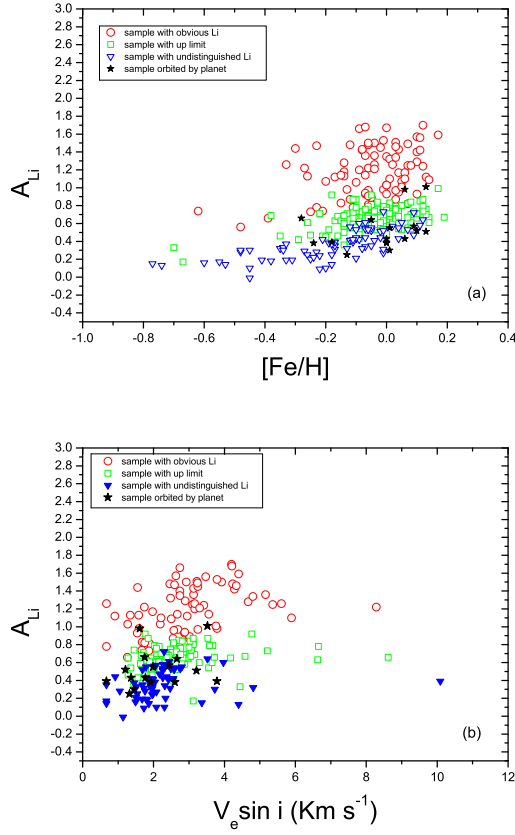 3.0
2.8
2.6
2.4
2.2
2.0
1.8
1.6
1.4
1.2
1.0
0.8
0.6
0.4
0.2
0.0
-0.2
-0.4
A_Li
sample with obvious Li
sample with up limit
sample with undistinguished Li
sample orbited by planet
(a)
-1.0 -0.8 -0.6 -0.4 -0.2 0.0 0.2 0.4
[Fe/H]
3.0
2.8
2.6
2.4
2.2
2.0
1.8
1.6
1.4
1.2
1.0
0.8
0.6
0.4
0.2
0.0
-0.2
-0.4
A_Li
sample with obvious Li
sample with up limit
sample with undistinguished Li
sample orbited by planet
(b)
0 2 4 6 8 10 12
V_e sin i (Km s⁻¹)